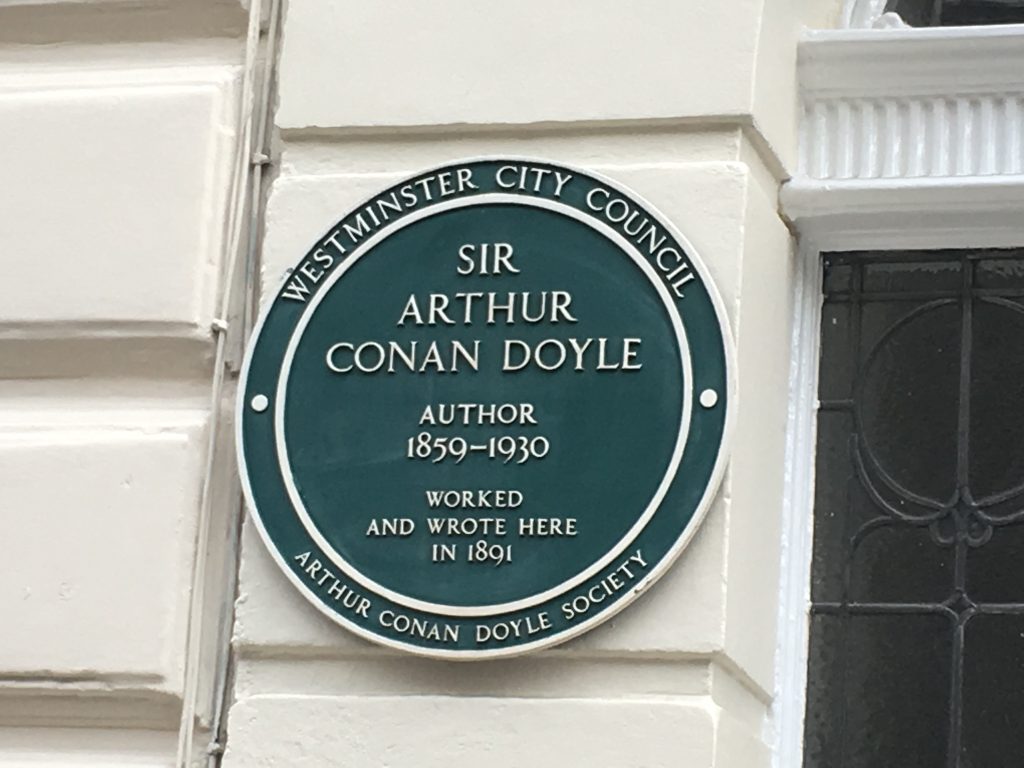 WESTMINSTER CITY COUNCIL
SIR
ARTHUR
CONAN DOYLE
AUTHOR
1859–1930
WORKED
AND WROTE HERE
IN 1891
ARTHUR CONAN DOYLE SOCIETY